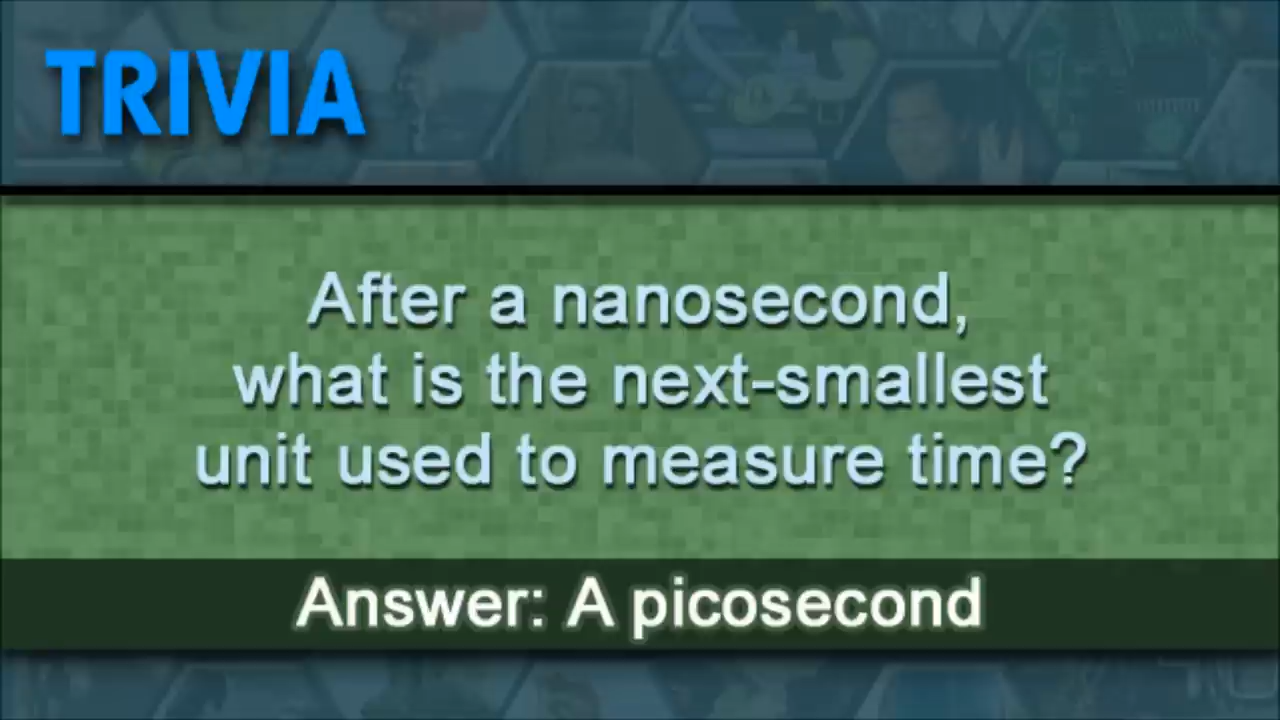 TRIVIA
After a nanosecond,
what is the next-smallest
unit used to measure time?
Answer: A picosecond